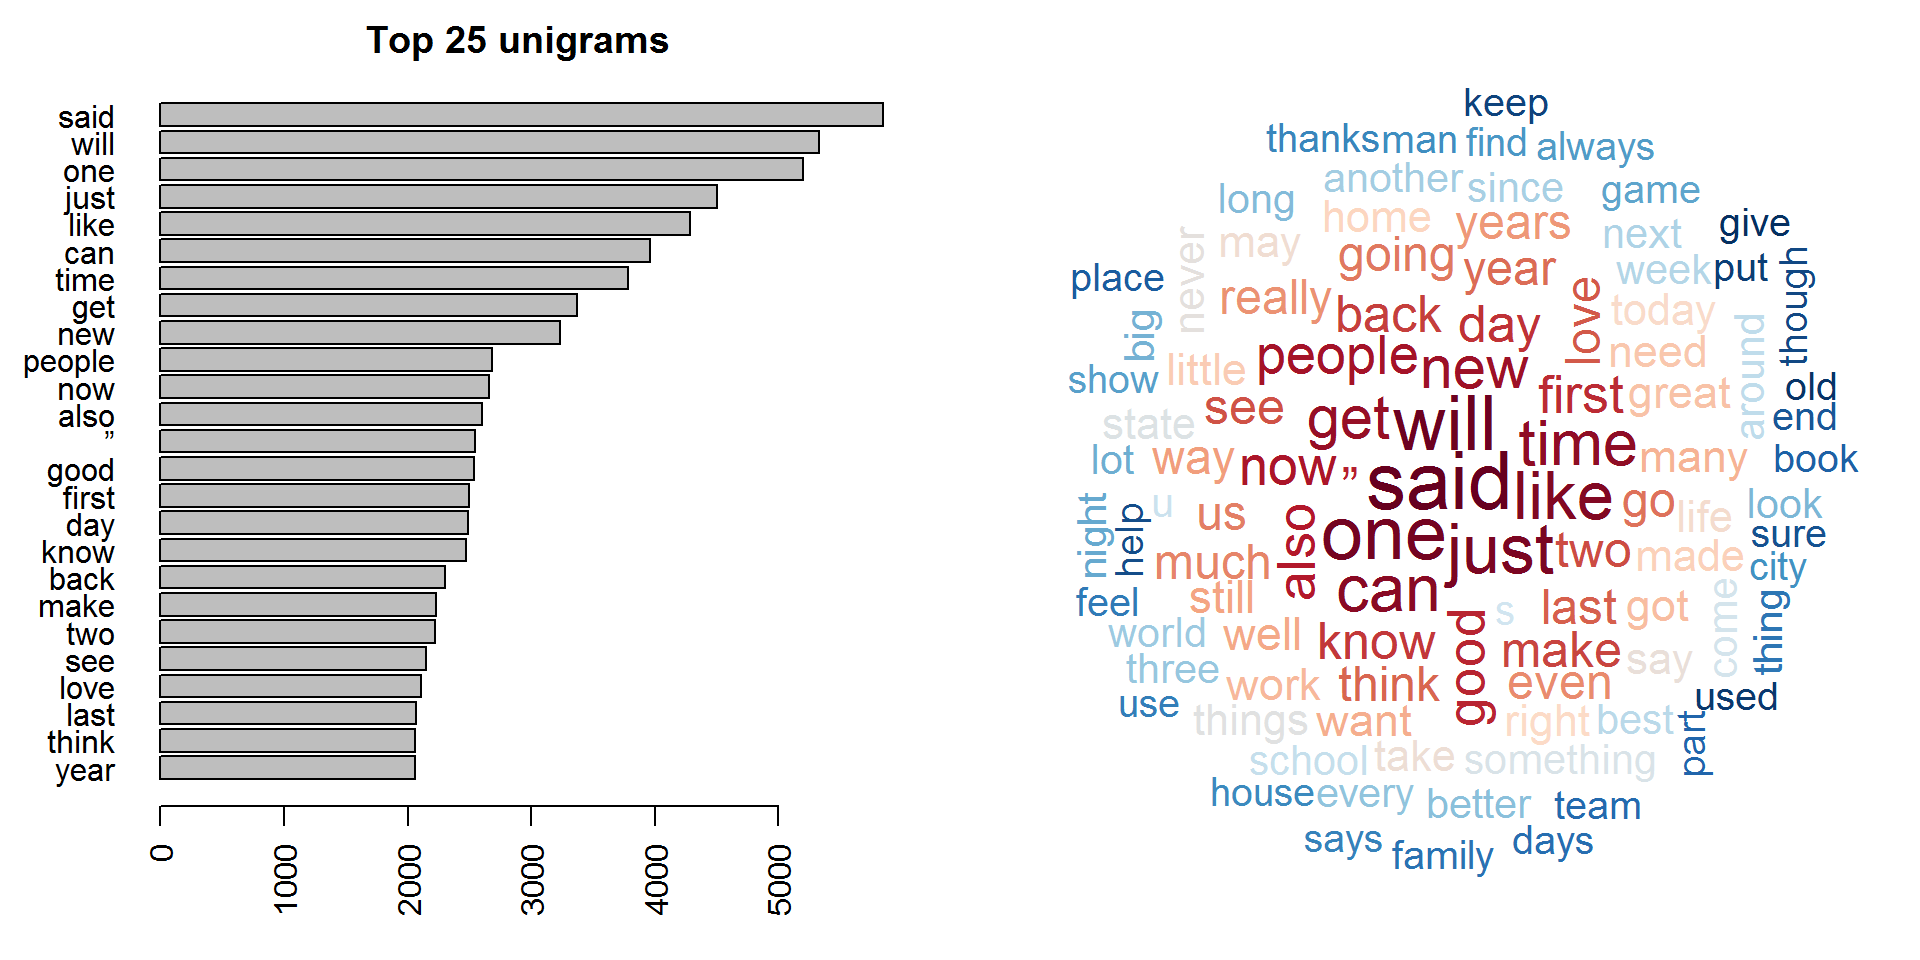 Top 25 unigrams
said
will
one
just
like
can
time
get
new
people
now
also
”
good
first
day
know
back
make
two
see
love
last
think
year
0
1000
2000
3000
4000
5000
keep
thanks man find always
another since
long
game
home years
give
never may
next
going year
week put
place
though
really
love
today
back day
big
around
people new
need
show little
first great
old
see
get will
end
state
time
lot way now ” said
many
book
like go
life
look
night help u us also
one just
sure
much
two made
city
can
feel still
s last got
come thing
world well know
good
make say
three work think
even
use things want
right best
used
school take something
part
house every better team
says family days